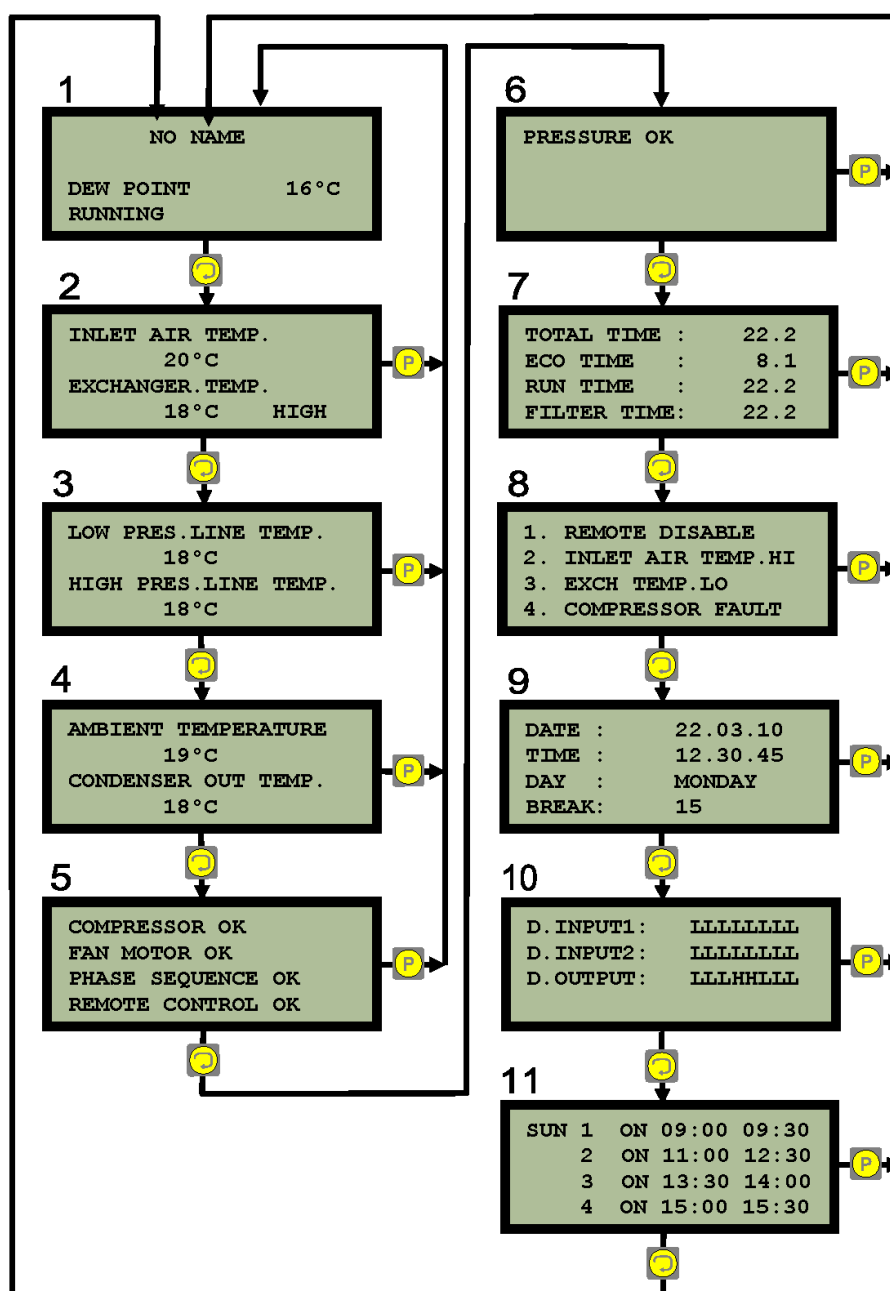 1
NO NAME
DEW POINT 16°C
RUNNING
2
INLET AIR TEMP.
20°C
EXCHANGER.TEMP.
18°C HIGH
P
3
LOW PRES.LINE TEMP.
18°C
HIGH PRES.LINE TEMP.
18°C
P
4
AMBIENT TEMPERATURE
19°C
CONDENSER OUT TEMP.
18°C
P
5
COMPRESSOR OK
FAN MOTOR OK
PHASE SEQUENCE OK
REMOTE CONTROL OK
P
6
PRESSURE OK
P
7
TOTAL TIME : 22.2
ECO TIME : 8.1
RUN TIME : 22.2
FILTER TIME: 22.2
P
8
1. REMOTE DISABLE
2. INLET AIR TEMP.HI
3. EXCH TEMP.LO
4. COMPRESSOR FAULT
P
9
DATE : 22.03.10
TIME : 12.30.45
DAY : MONDAY
BREAK: 15
P
10
D.INPUT1: LLLLLLLL
D.INPUT2: LLLLLLLL
D.OUTPUT: LLLHHLLL
P
11
SUN 1 ON 09:00 09:30
2 ON 11:00 12:30
3 ON 13:30 14:00
4 ON 15:00 15:30
P